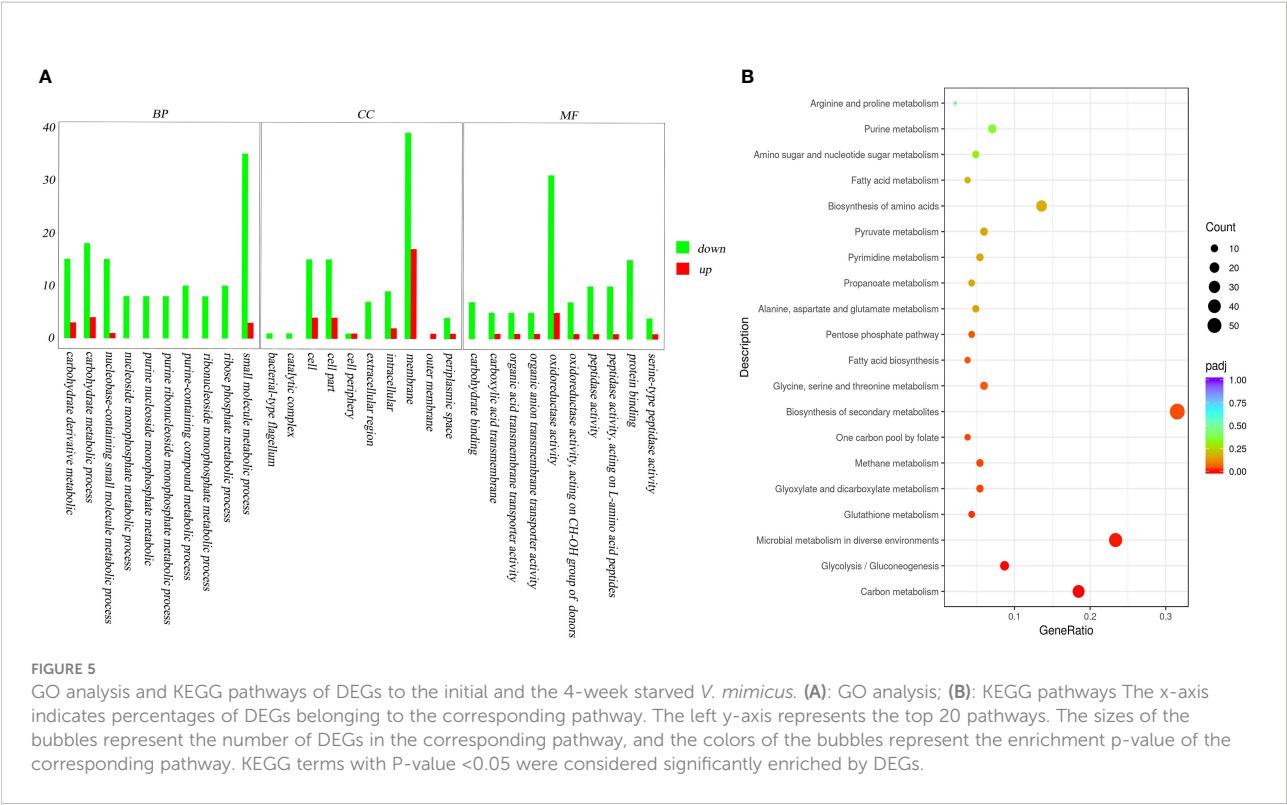 A
BP
CC
MF
40
30
20
10
0
down
up
carbohydrate derivative metabolic
carbohydrate metabolic process
nucleobase-containing small molecule metabolic process
nucleoside monophosphate metabolic process
purine nucleoside monophosphate metabolic
purine ribonucleoside monophosphate metabolic process
purine-containing compound metabolic process
ribonucleoside monophosphate metabolic process
ribose phosphate metabolic process
small molecule metabolic process
bacterial-type flagellum
catalytic complex
cell
cell part
cell periphery
extracellular region
intracellular
membrane
outer membrane
periplasmic space
carbohydrate binding
carboxylic acid transmembrane
organic acid transmembrane transporter activity
organic anion transmembrane transporter activity
oxidoreductase activity
oxidoreductase activity, acting on CH-OH group of donors
peptidase activity
peptidase activity, acting on L-amino acid peptides
protein binding
serine-type peptidase activity
B
Description
Arginine and proline metabolism
Purine metabolism
Amino sugar and nucleotide sugar metabolism
Fatty acid metabolism
Biosynthesis of amino acids
Pyruvate metabolism
Pyrimidine metabolism
Propanoate metabolism
Alanine, aspartate and glutamate metabolism
Pentose phosphate pathway
Fatty acid biosynthesis
Glycine, serine and threonine metabolism
Biosynthesis of secondary metabolites
One carbon pool by folate
Methane metabolism
Glyoxylate and dicarboxylate metabolism
Glutathione metabolism
Microbial metabolism in diverse environments
Glycolysis / Gluconeogenesis
Carbon metabolism
0.1 0.2 0.3
GeneRatio
Count
10
20
30
40
50
padj
1.00
0.75
0.50
0.25
0.00
FIGURE 5
GO analysis and KEGG pathways of DEGs to the initial and the 4-week starved V. mimicus. (A): GO analysis; (B): KEGG pathways The x-axis
indicates percentages of DEGs belonging to the corresponding pathway. The left y-axis represents the top 20 pathways. The sizes of the
bubbles represent the number of DEGs in the corresponding pathway, and the colors of the bubbles represent the enrichment p-value of the
corresponding pathway. KEGG terms with P-value <0.05 were considered significantly enriched by DEGs.